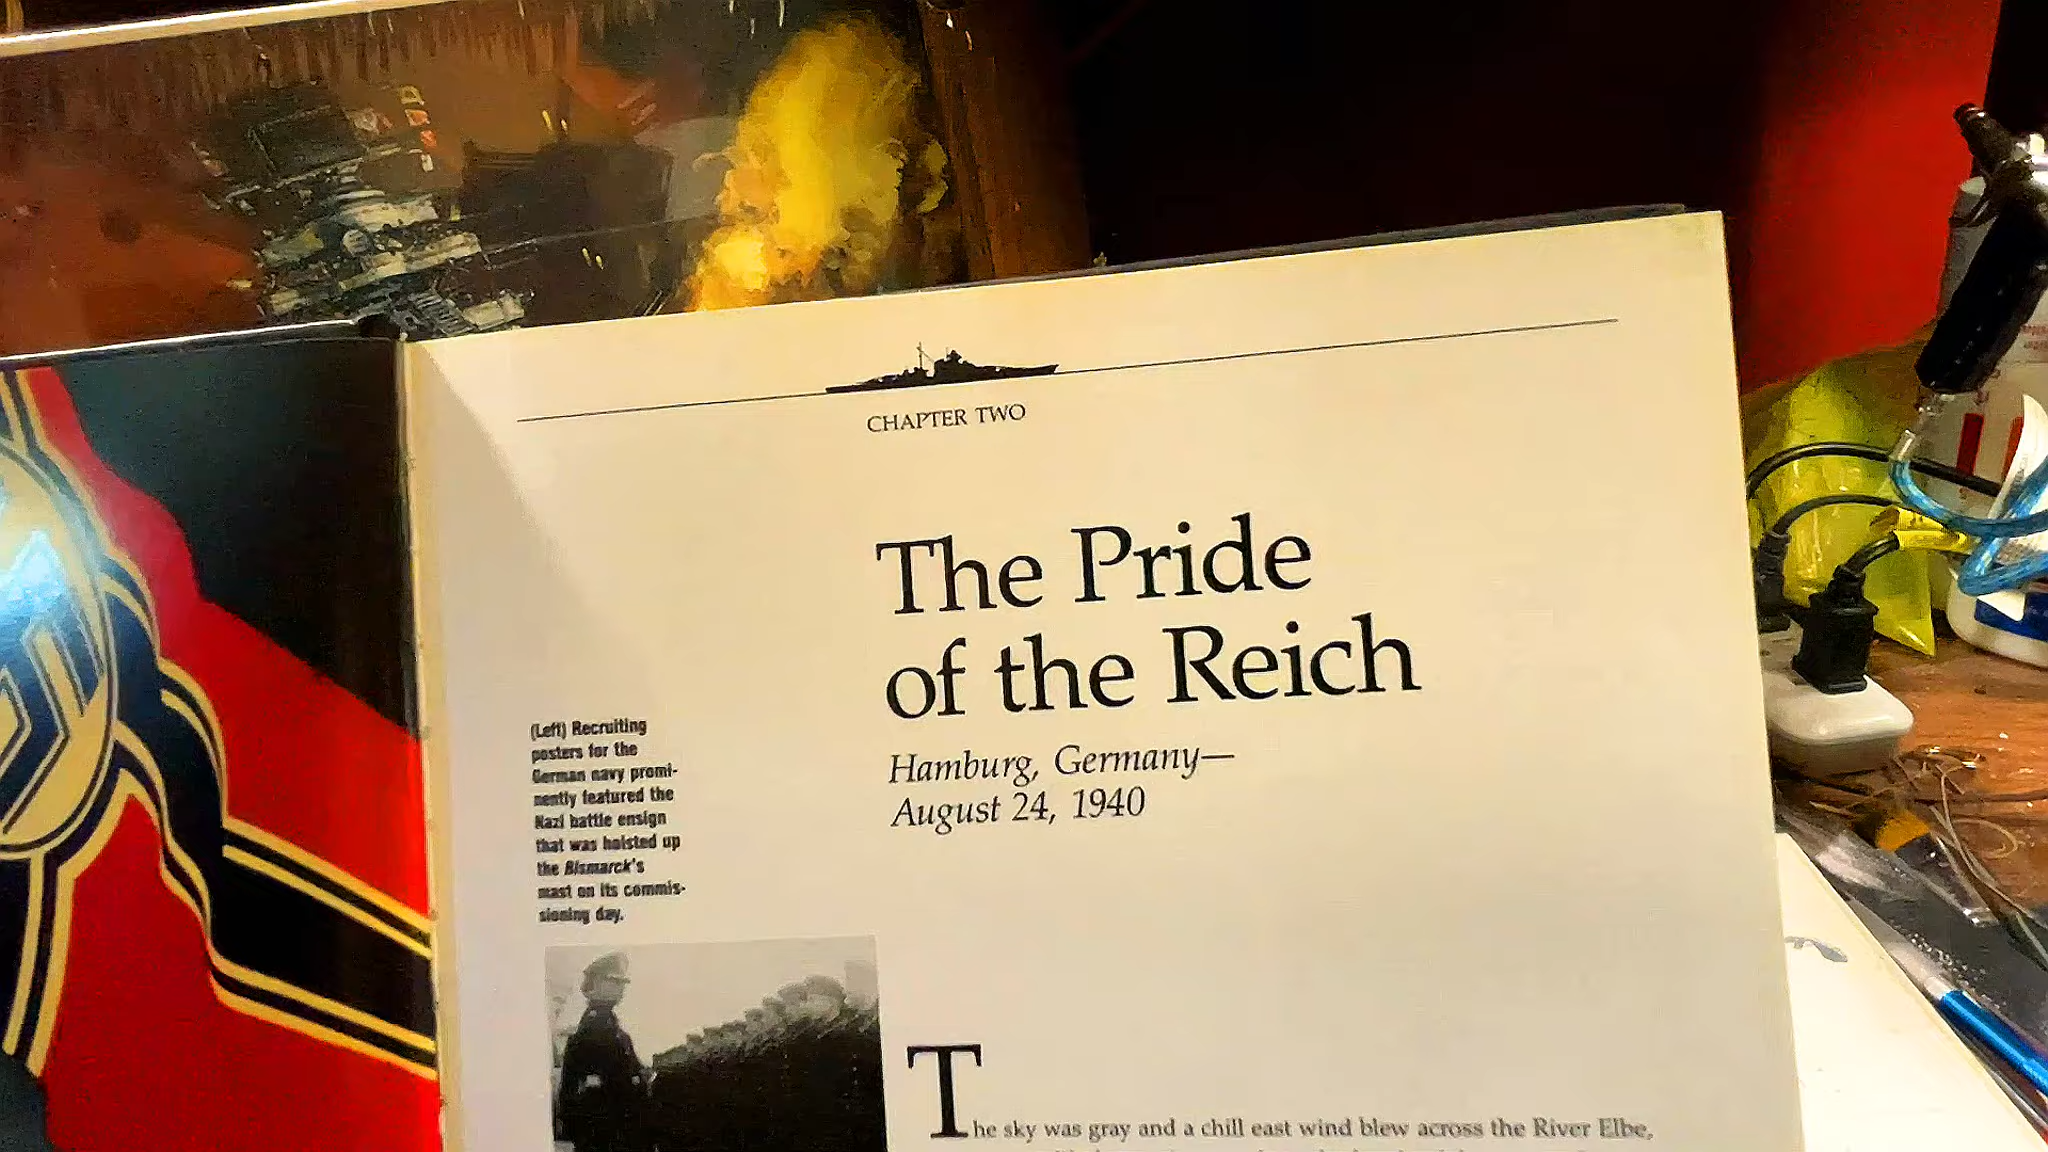 CHAPTER TWO
The Pride
of the Reich
Hamburg, Germany—
August 24, 1940
(Left) Recruiting
posters for the
German navy promi-
nently featured the
Nazi battle ensign
that was hoisted up
the Bismarck's
mast on its commis-
sioning day.
The sky was gray and a chill east wind blew across the River Elbe,